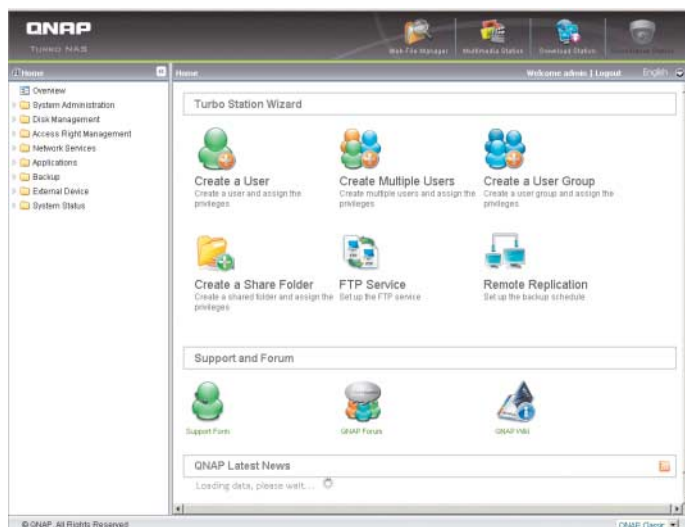 QNAP
TURBO NAS
Web File Manager
Multimedia Station
Download Station
Home
Home
Welcome admin | Logout
English
Overview
System Administration
Disk Management
Access Right Management
Network Services
Applications
Backup
External Device
System Status
Turbo Station Wizard
Create a User
Create a user and assign the
privileges
Create Multiple Users
Create multiple users and assign the
privileges
Create a User Group
Create a user group and assign the
privileges
Create a Share Folder
Create a shared folder and assign the
privileges
FTP Service
Set up the FTP service
Remote Replication
Set up the backup schedule
Support and Forum
Support Form
QNAP Forum
QNAP Wiki
QNAP Latest News
Loading data, please wait...
© QNAP, All Rights Reserved
QNAP Classic